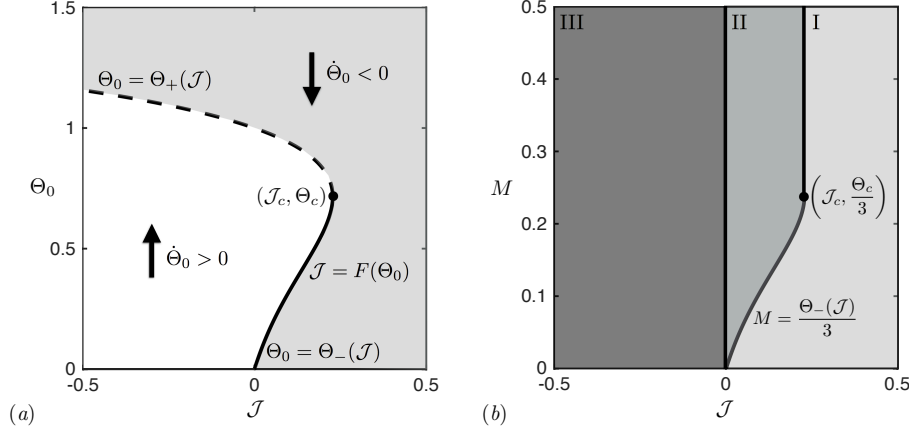 1.5
1
0.5
0
-0.5
0
0.5
Θ₀
𝒥
(a)
Θ₀ = Θ₊(𝒥)
Θ̇₀ < 0
(𝒥_c, Θ_c)
Θ̇₀ > 0
𝒥 = F(Θ₀)
Θ₀ = Θ₋(𝒥)
0.5
0.4
0.3
0.2
0.1
0
-0.5
0
0.5
M
𝒥
(b)
III
II
I
(𝒥_c, Θ_c/3)
M = Θ₋(𝒥)/3